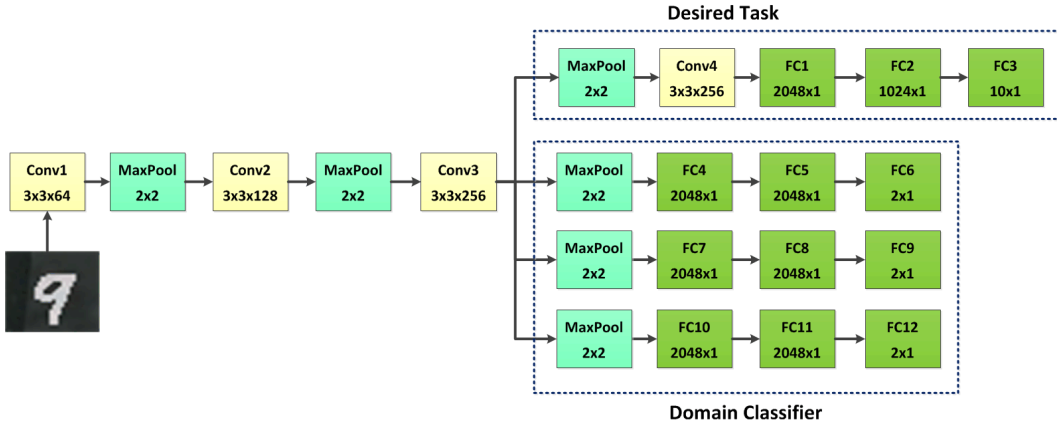 Desired Task
MaxPool
2x2
Conv4
3x3x256
FC1
2048x1
FC2
1024x1
FC3
10x1
Conv1
3x3x64
MaxPool
2x2
Conv2
3x3x128
MaxPool
2x2
Conv3
3x3x256
MaxPool
2x2
FC4
2048x1
FC5
2048x1
FC6
2x1
MaxPool
2x2
FC7
2048x1
FC8
2048x1
FC9
2x1
9
MaxPool
2x2
FC10
2048x1
FC11
2048x1
FC12
2x1
Domain Classifier